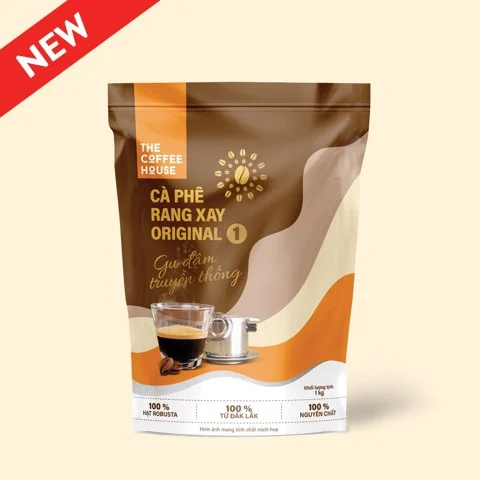 NEW
THE
COFFEE
HOUSE
CÀ PHÊ
RANG XAY
ORIGINAL 1
Gu đậm
truyền thống
Khối lượng tịnh
1 kg
100 %
HẠT ROBUSTA
100 %
TỪ ĐẮK LẮK
100 %
NGUYÊN CHẤT
Hình ảnh mang tính chất minh hoạ